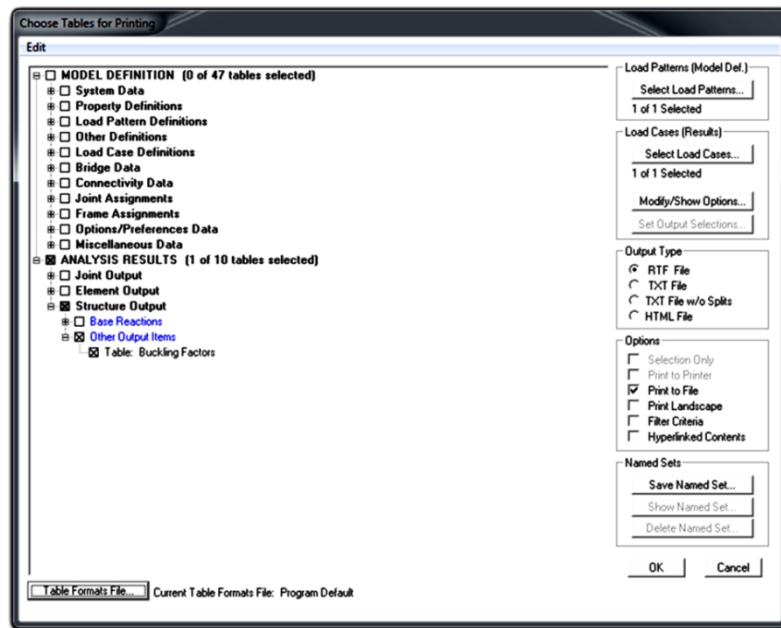 Choose Tables for Printing
Edit
MODEL DEFINITION (0 of 47 tables selected)
System Data
Property Definitions
Load Pattern Definitions
Other Definitions
Load Case Definitions
Bridge Data
Connectivity Data
Joint Assignments
Frame Assignments
Options/Preferences Data
Miscellaneous Data
ANALYSIS RESULTS (1 of 10 tables selected)
Joint Output
Element Output
Structure Output
Base Reactions
Other Output Items
Table: Buckling Factors
Load Patterns (Model Def.)
Select Load Patterns...
1 of 1 Selected
Load Cases (Results)
Select Load Cases...
1 of 1 Selected
Modify/Show Options...
Set Output Selections...
Output Type
RTF File
TXT File
TXT File w/o Splits
HTML File
Options
Selection Only
Print to Printer
Print to File
Print Landscape
Filter Criteria
Hyperlinked Contents
Named Sets
Save Named Set...
Show Named Set...
Delete Named Set...
OK Cancel
Table Formats File... Current Table Formats File: Program Default